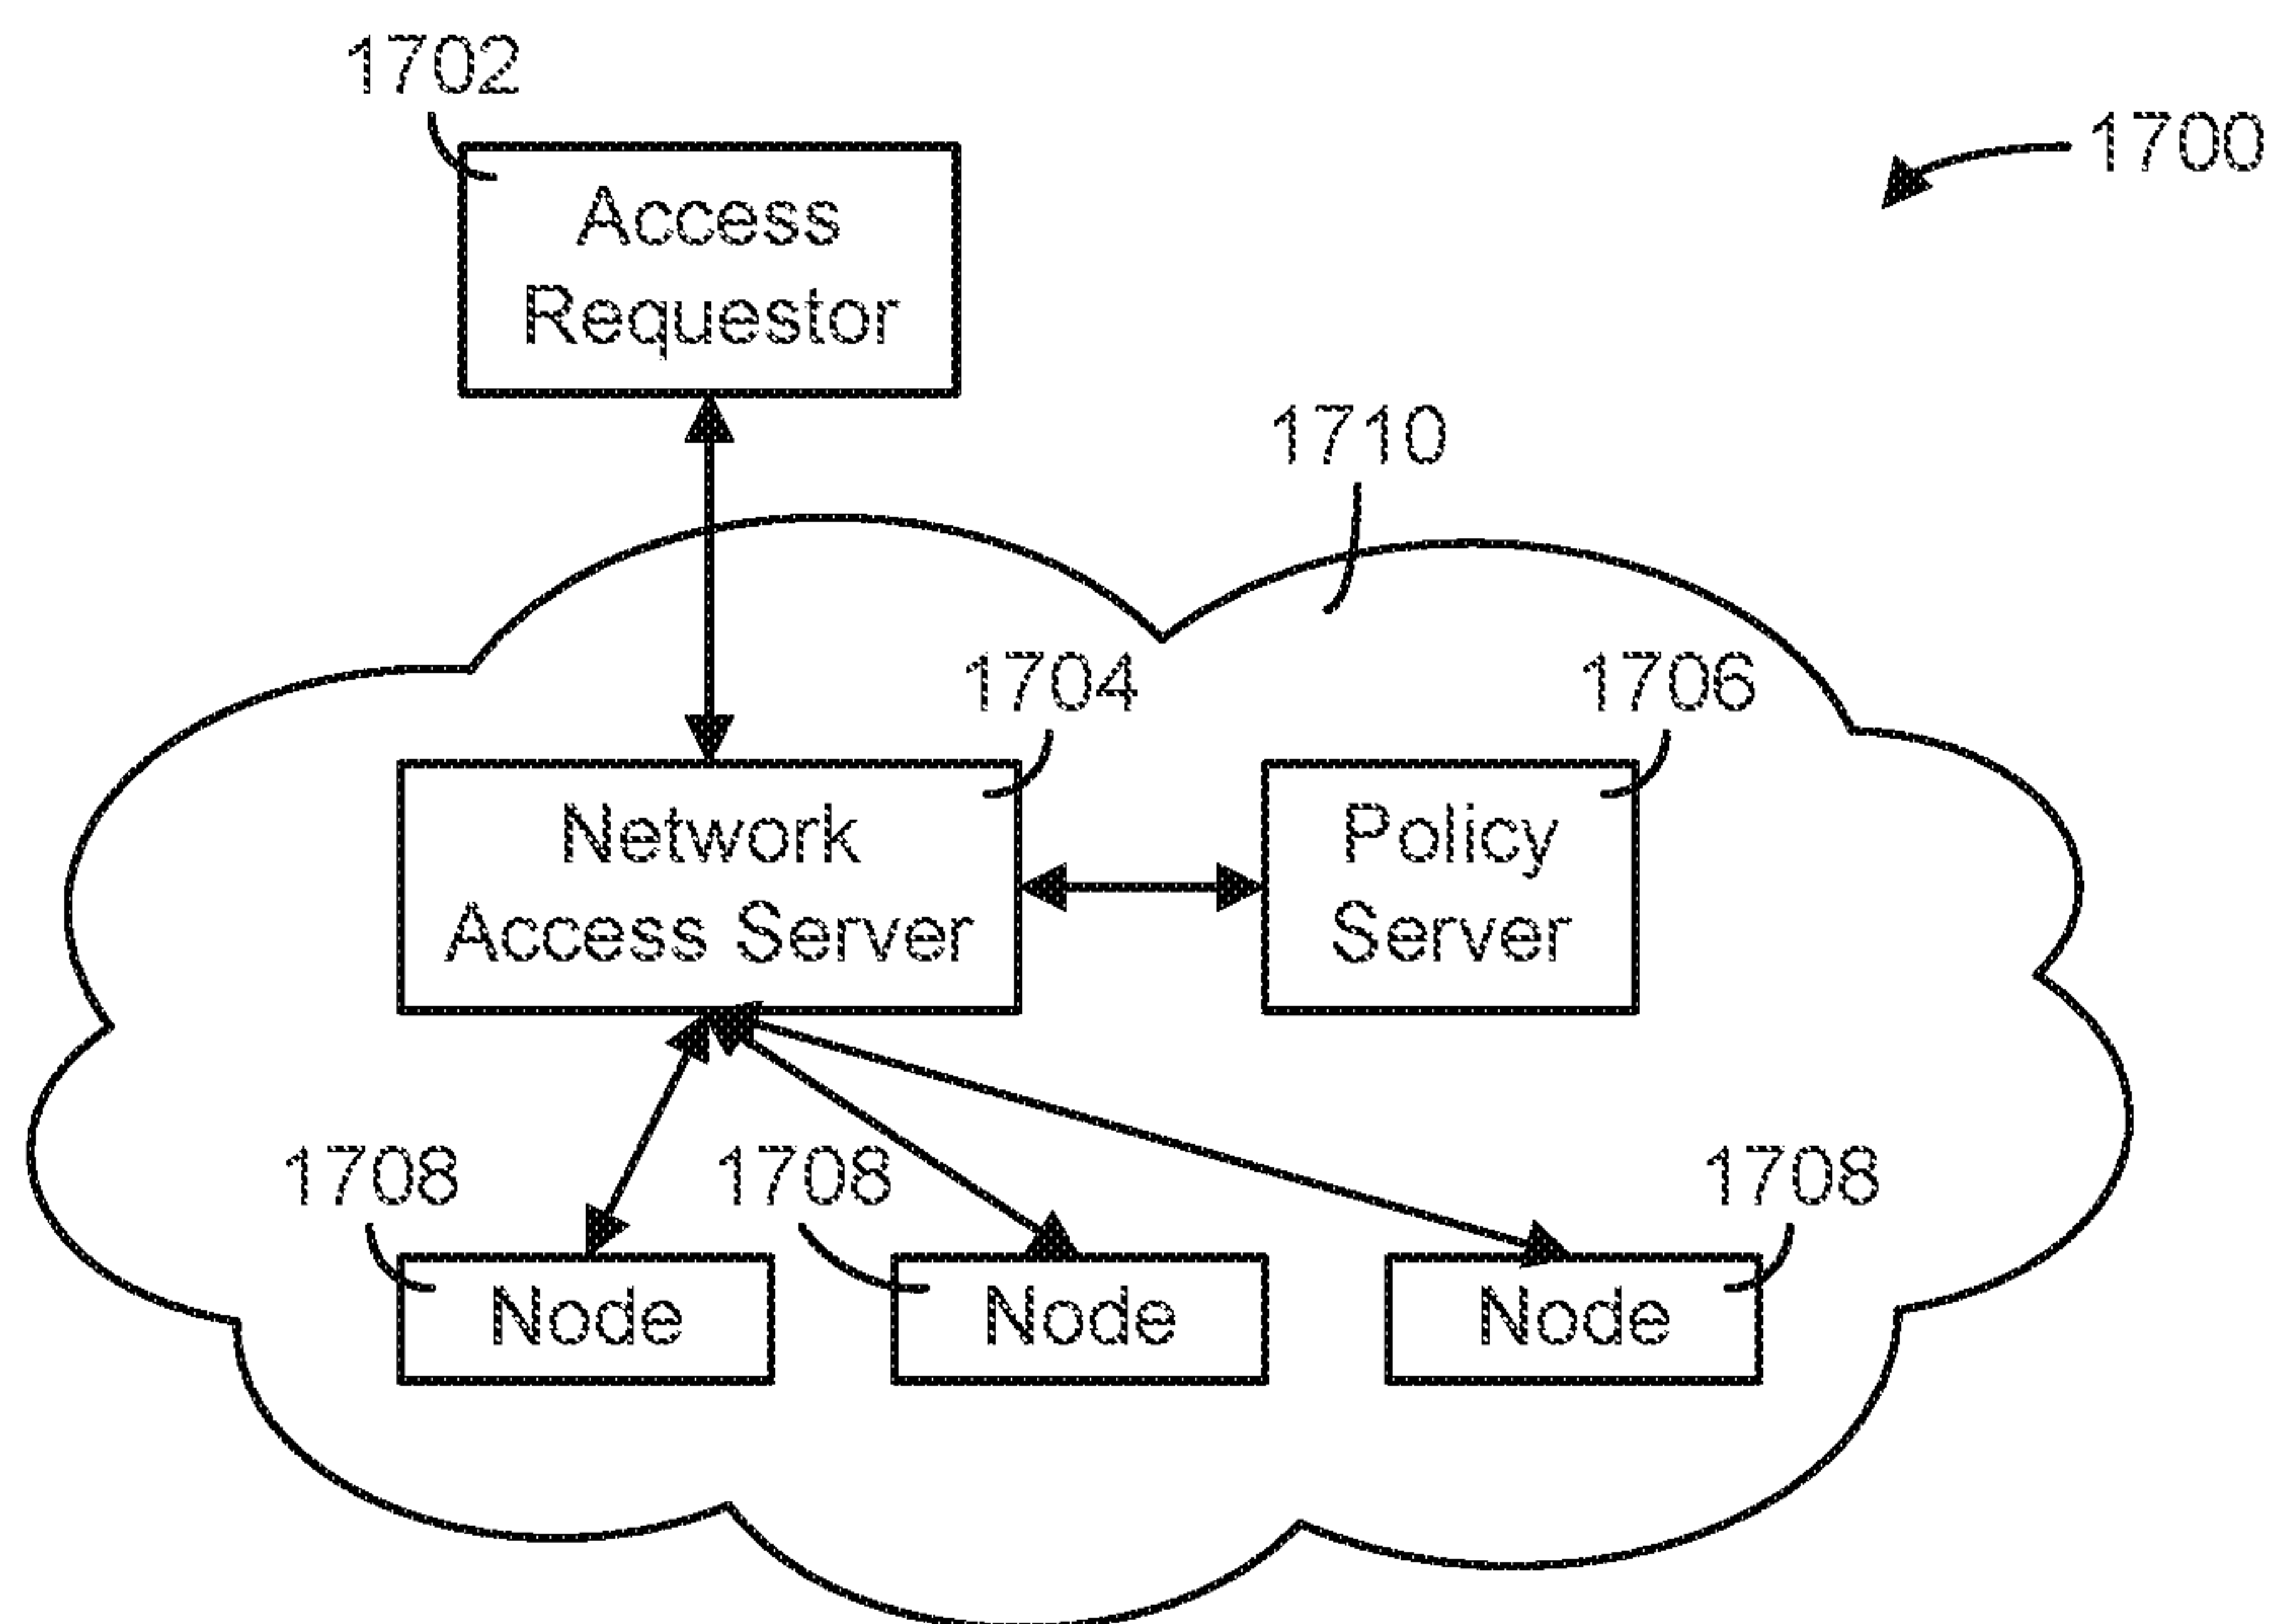 1702
1700
Access
Requestor
1710
1704
1706
Network
Access Server
Policy
Server
1708
1708
1708
Node
Node
Node